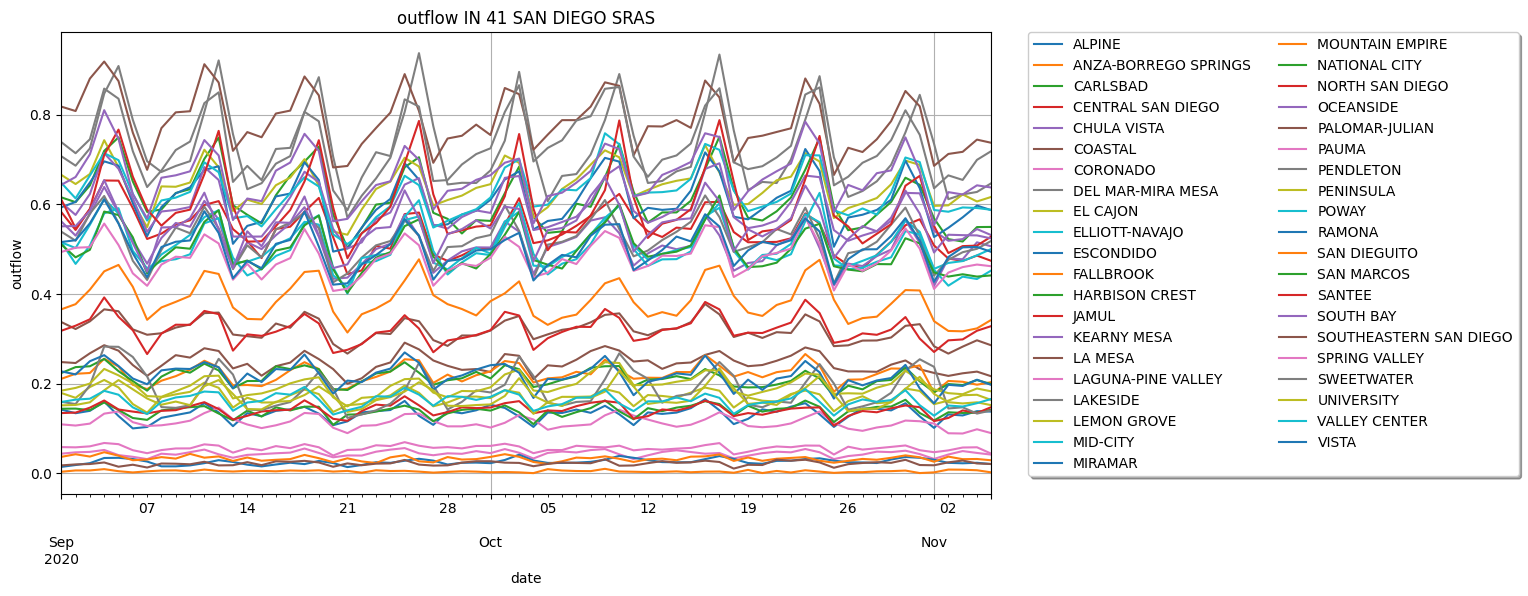 outflow IN 41 SAN DIEGO SRAS
outflow
0.8
0.6
0.4
0.2
0.0
07
14
21
28
05
12
19
26
02
Sep
2020
Oct
Nov
date
ALPINE
ANZA-BORREGO SPRINGS
CARLSBAD
CENTRAL SAN DIEGO
CHULA VISTA
COASTAL
CORONADO
DEL MAR-MIRA MESA
EL CAJON
ELLIOTT-NAVAJO
ESCONDIDO
FALLBROOK
HARBISON CREST
JAMUL
KEARNY MESA
LA MESA
LAGUNA-PINE VALLEY
LAKESIDE
LEMON GROVE
MID-CITY
MIRAMAR
MOUNTAIN EMPIRE
NATIONAL CITY
NORTH SAN DIEGO
OCEANSIDE
PALOMAR-JULIAN
PAUMA
PENDLETON
PENINSULA
POWAY
RAMONA
SAN DIEGUITO
SAN MARCOS
SANTEE
SOUTH BAY
SOUTHEASTERN SAN DIEGO
SPRING VALLEY
SWEETWATER
UNIVERSITY
VALLEY CENTER
VISTA